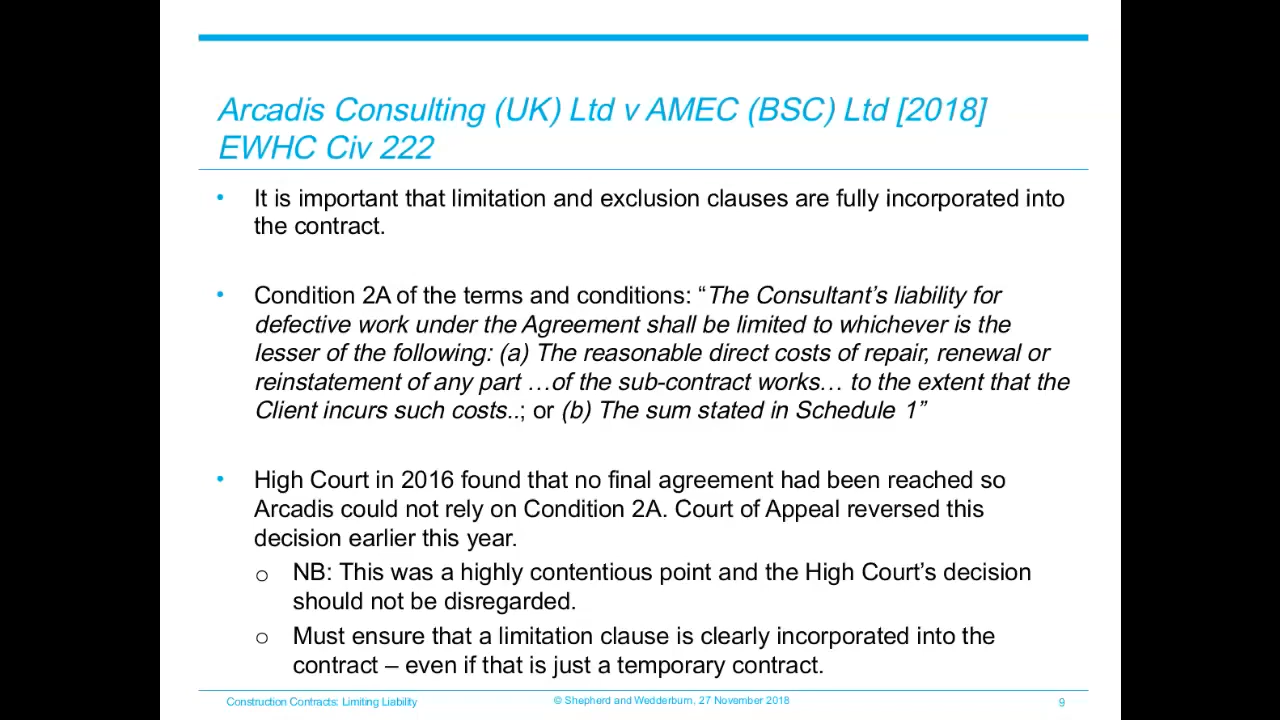 Arcadis Consulting (UK) Ltd v AMEC (BSC) Ltd [2018]
EWHC Civ 222
• It is important that limitation and exclusion clauses are fully incorporated into
the contract.
• Condition 2A of the terms and conditions: “The Consultant’s liability for
defective work under the Agreement shall be limited to whichever is the
lesser of the following: (a) The reasonable direct costs of repair, renewal or
reinstatement of any part …of the sub-contract works… to the extent that the
Client incurs such costs..; or (b) The sum stated in Schedule 1”
• High Court in 2016 found that no final agreement had been reached so
Arcadis could not rely on Condition 2A. Court of Appeal reversed this
decision earlier this year.
o NB: This was a highly contentious point and the High Court’s decision
should not be disregarded.
o Must ensure that a limitation clause is clearly incorporated into the
contract – even if that is just a temporary contract.
Construction Contracts: Limiting Liability © Shepherd and Wedderburn, 27 November 2018 9